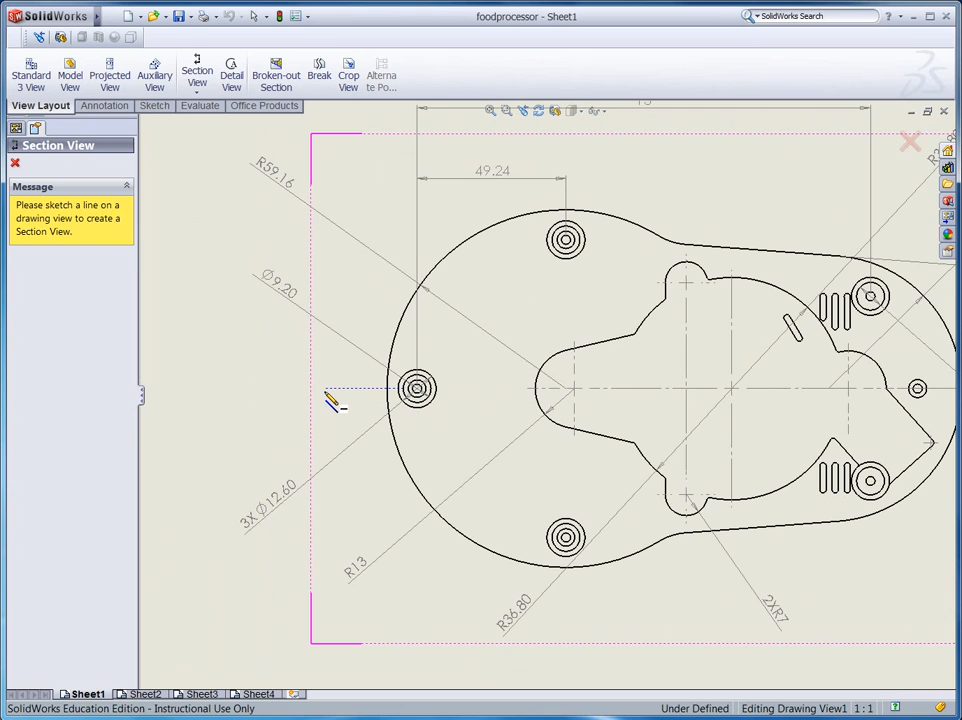 SolidWorks
foodprocessor - Sheet1
SolidWorks Search
Standard 3 View
Model View
Projected View
Auxiliary View
Section View
Detail View
Broken-out Section
Break
Crop View
Alterna te Po...
View Layout
Annotation
Sketch
Evaluate
Office Products
Section View
Message
Please sketch a line on a
drawing view to create a
Section View.
R59.16
49.24
Ø9.20
3X Ø12.60
R13
R36.80
2XR7
Sheet1
Sheet2
Sheet3
Sheet4
SolidWorks Education Edition - Instructional Use Only
Under Defined
Editing Drawing View1
1 : 1